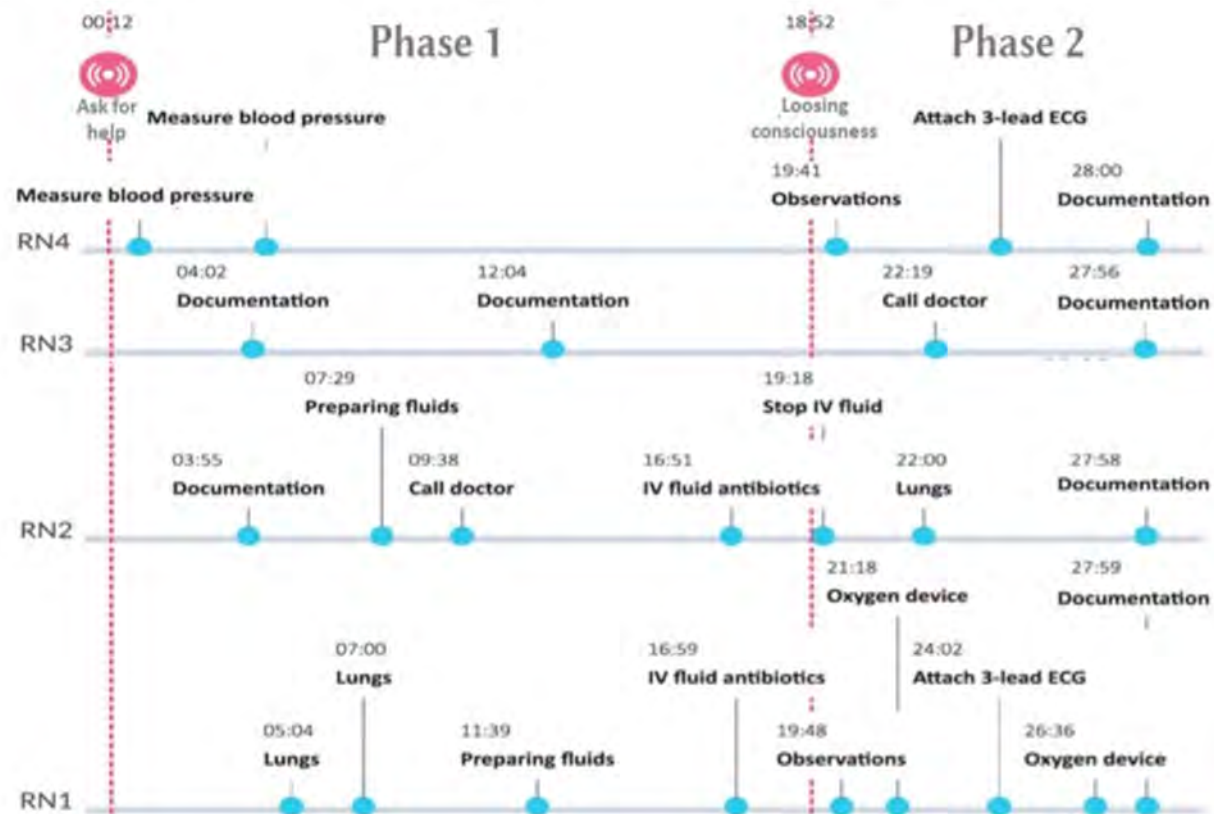 00:12
18:52
Phase 1
Phase 2
Ask for
help
Loosing
consciousness
Measure blood pressure
Attach 3-lead ECG
19:41
28:00
Measure blood pressure
Observations
Documentation
RN4
04:02
12:04
22:19
27:56
Documentation
Documentation
Call doctor
Documentation
RN3
07:29
19:18
Preparing fluids
Stop IV fluid
03:55
09:38
16:51
22:00
27:58
Documentation
Call doctor
IV fluid antibiotics
Lungs
Documentation
RN2
21:18
27:59
Oxygen device
Documentation
07:00
16:59
24:02
Lungs
IV fluid antibiotics
Attach 3-lead ECG
05:04
11:39
19:48
26:36
Lungs
Preparing fluids
Observations
Oxygen device
RN1